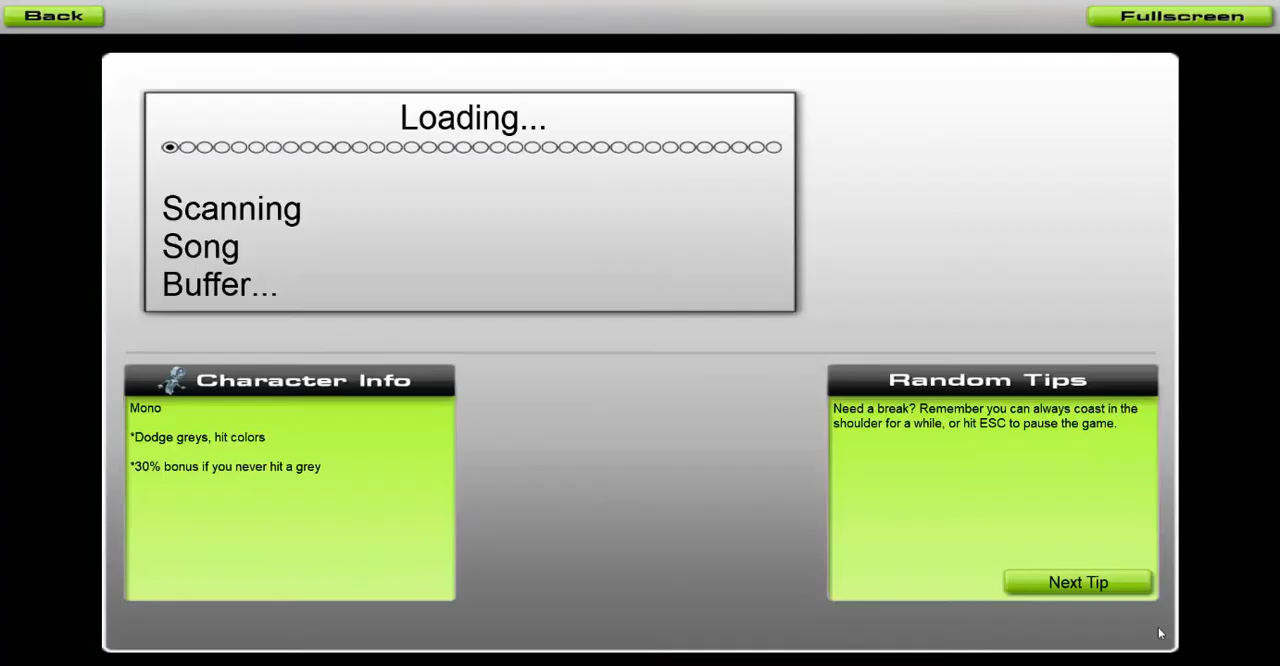 Back
Fullscreen
Loading...
Scanning
Song
Buffer...
Character Info
Mono
*Dodge greys, hit colors
*30% bonus if you never hit a grey
Random Tips
Need a break? Remember you can always coast in the
shoulder for a while, or hit ESC to pause the game.
Next Tip